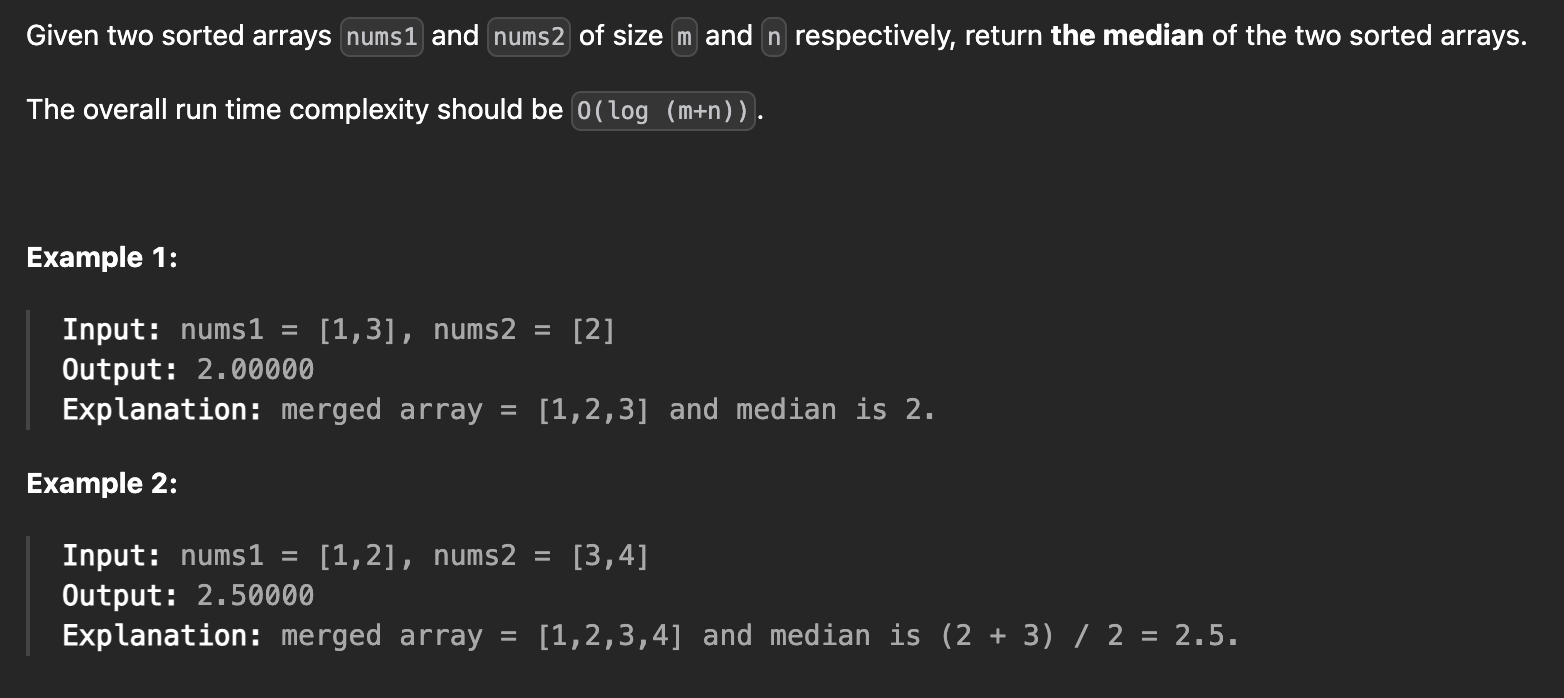 Given two sorted arrays nums1 and nums2 of size m and n respectively, return the median of the two sorted arrays.
The overall run time complexity should be O(log (m+n)).
Example 1:
Input: nums1 = [1,3], nums2 = [2]
Output: 2.00000
Explanation: merged array = [1,2,3] and median is 2.
Example 2:
Input: nums1 = [1,2], nums2 = [3,4]
Output: 2.50000
Explanation: merged array = [1,2,3,4] and median is (2 + 3) / 2 = 2.5.